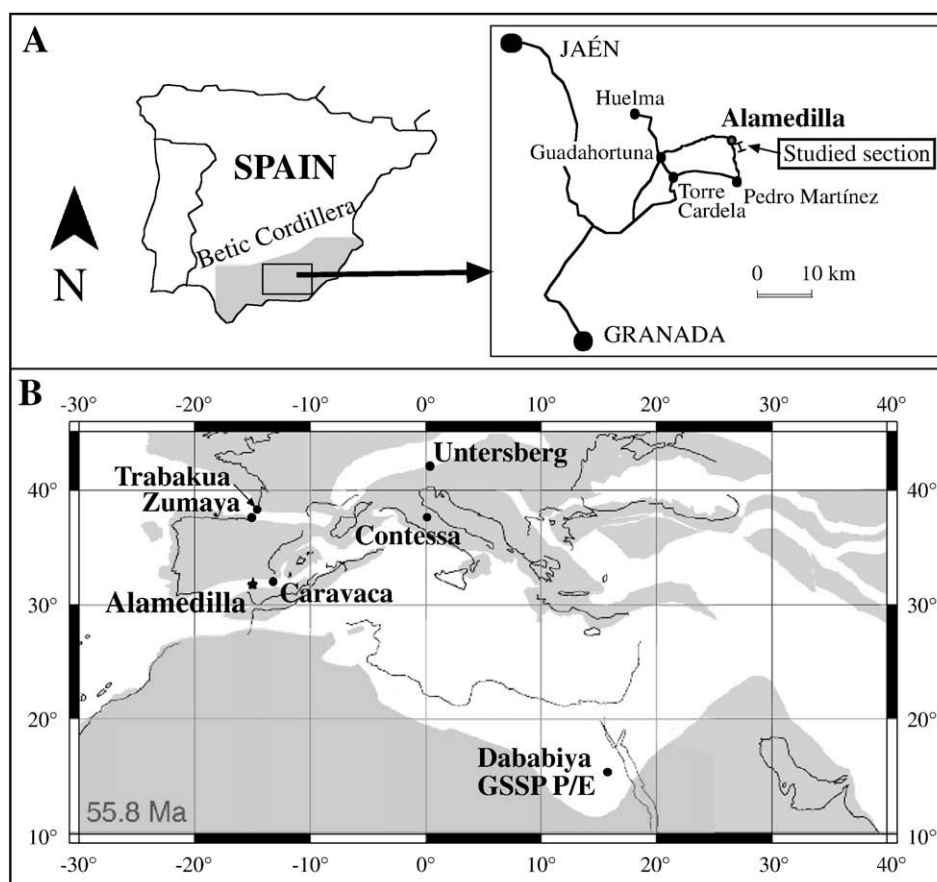 A
SPAIN
Betic Cordillera
N
JAÉN
Huelma
Alamedilla
Guadahortuna
Studied section
Torre
Cardela
Pedro Martínez
0 10 km
GRANADA
B
-30° -20° -10° 0° 10° 20° 30° 40°
Untersberg
Trabakua
40° 40°
Zumaya
Contessa
Alamedilla
Caravaca
30° 30°
20° 20°
Dababiya
GSSP P/E
55.8 Ma
10° 10°
-30° -20° -10° 0° 10° 20° 30° 40°